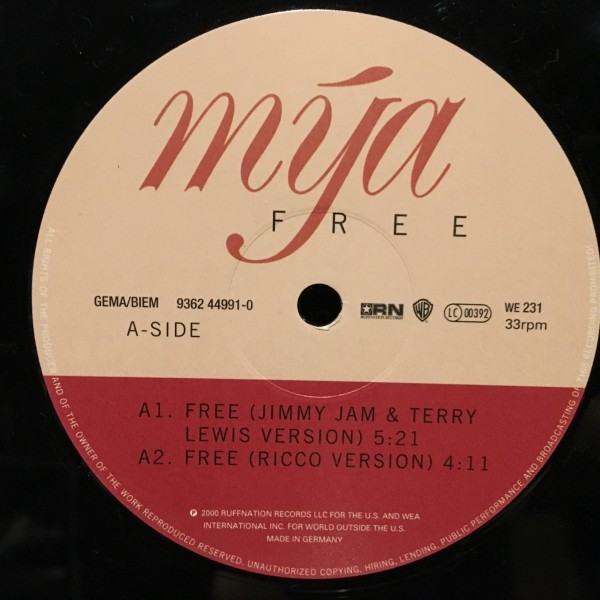 mýa
FREE
GEMA/BIEM 9362 44991-0
A-SIDE
RN
WB
LC 00392
WE 231
33rpm
A1. FREE (JIMMY JAM & TERRY
LEWIS VERSION) 5:21
A2. FREE (RICCO VERSION) 4:11
℗ 2000 RUFFNATION RECORDS LLC FOR THE U.S. AND WEA
INTERNATIONAL INC. FOR WORLD OUTSIDE THE U.S.
MADE IN GERMANY
ALL RIGHTS OF THE PRODUCER AND OF THE OWNER OF THE WORK REPRODUCED RESERVED. UNAUTHORIZED COPYING, HIRING, LENDING, PUBLIC PERFORMANCE AND BROADCASTING OF THIS RECORDING PROHIBITED!